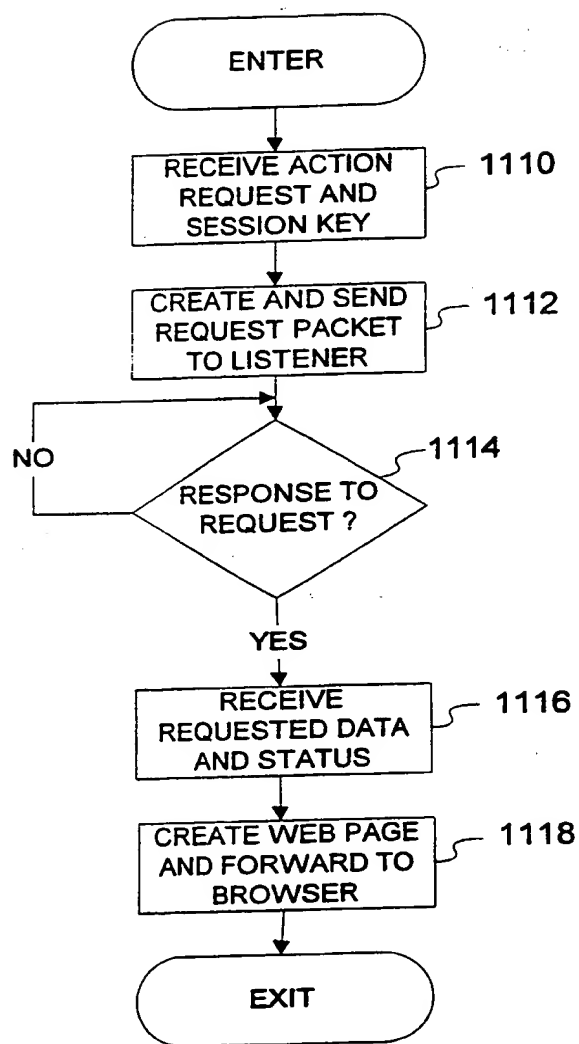 ENTER
RECEIVE ACTION
REQUEST AND
SESSION KEY
1110
CREATE AND SEND
REQUEST PACKET
TO LISTENER
1112
NO
RESPONSE TO
REQUEST ?
1114
YES
RECEIVE
REQUESTED DATA
AND STATUS
1116
CREATE WEB PAGE
AND FORWARD TO
BROWSER
1118
EXIT